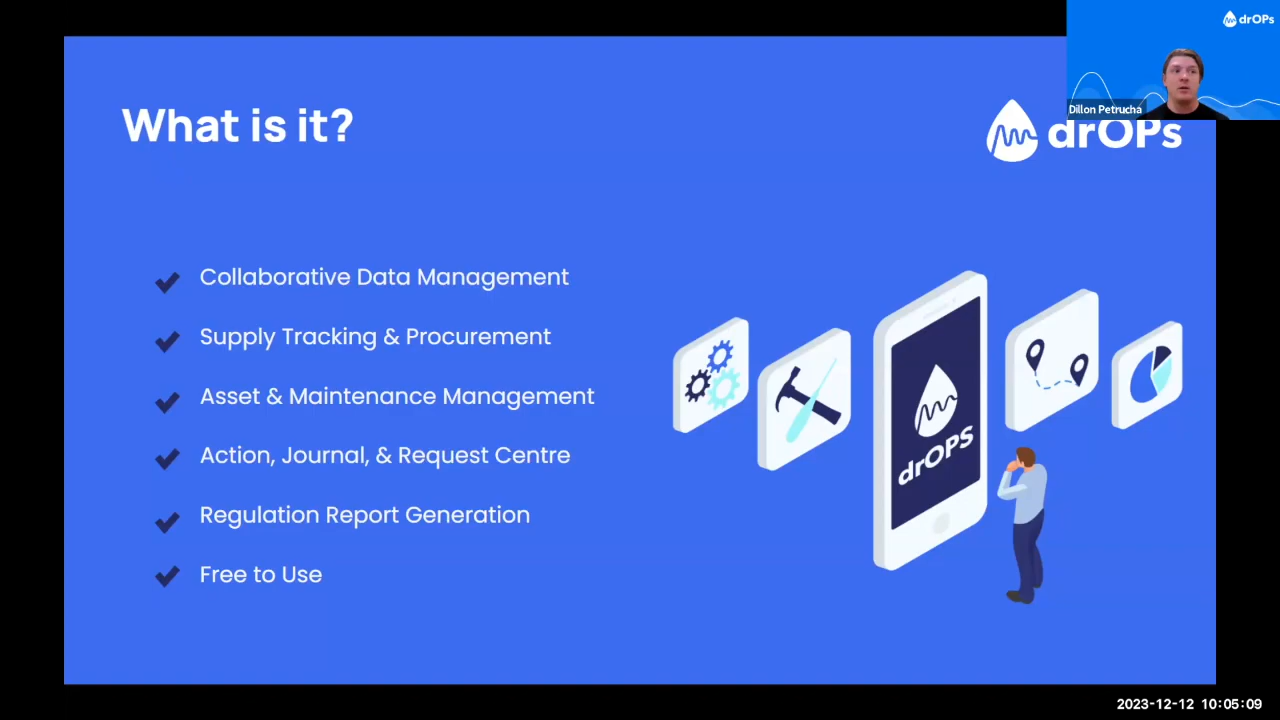 drOPs
Dillon Petrucha
What is it?
drOPs
Collaborative Data Management
Supply Tracking & Procurement
Asset & Maintenance Management
Action, Journal, & Request Centre
Regulation Report Generation
Free to Use
drOPS
2023-12-12 10:05:09